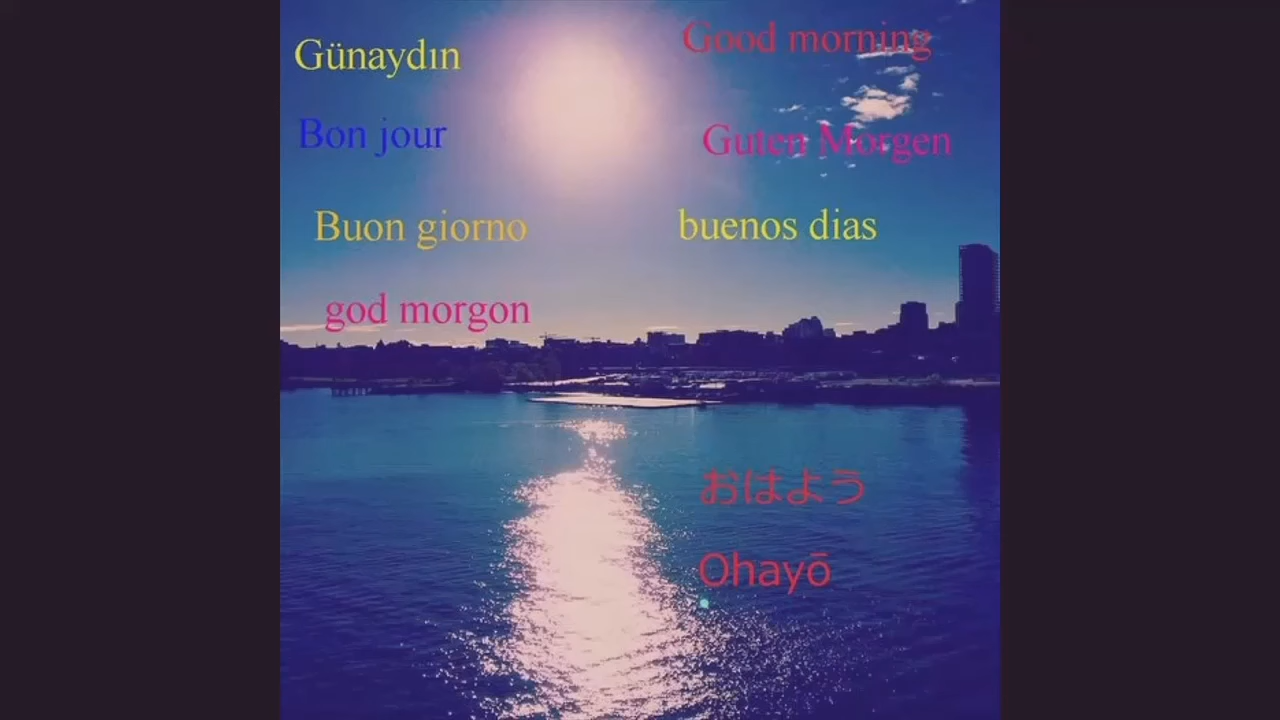 Günaydın
Good morning
Bon jour
Guten Morgen
Buon giorno
buenos dias
god morgon
おはよう
Ohayō